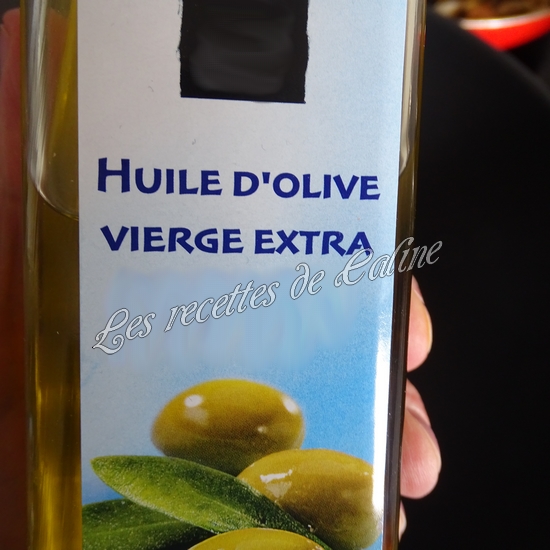 HUILE D'OLIVE
VIERGE EXTRA
Les recettes de Caline